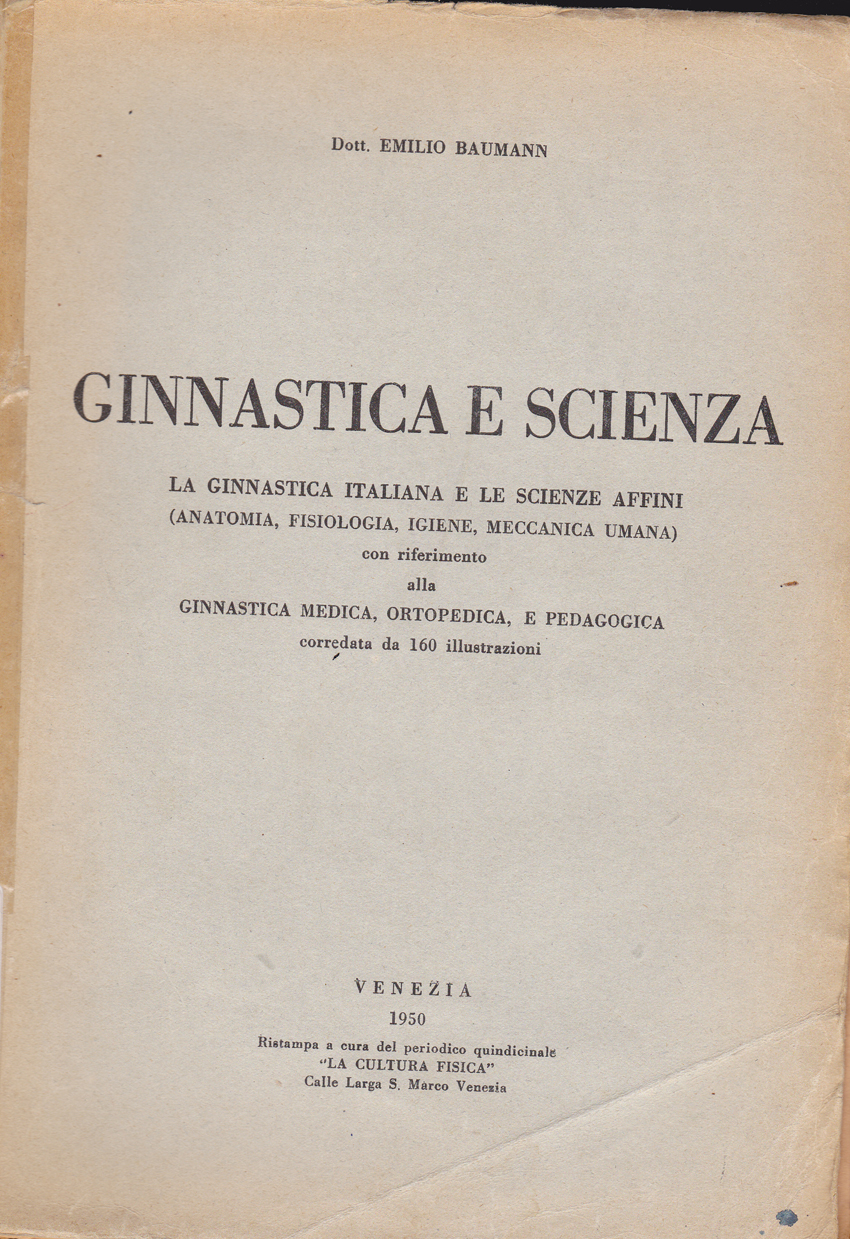 Dott. EMILIO BAUMANN
GINNASTICA E SCIENZA
LA GINNASTICA ITALIANA E LE SCIENZE AFFINI
(ANATOMIA, FISIOLOGIA, IGIENE, MECCANICA UMANA)
con riferimento
alla
GINNASTICA MEDICA, ORTOPEDICA, E PEDAGOGICA
corredata da 160 illustrazioni
VENEZIA
1950
Ristampa a cura del periodico quindicinale
"LA CULTURA FISICA"
Calle Larga S. Marco Venezia